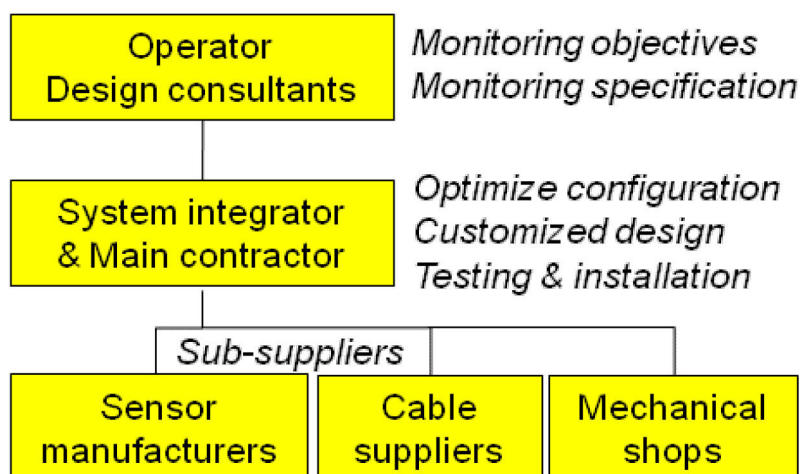 Operator
Design consultants
Monitoring objectives
Monitoring specification
System integrator
& Main contractor
Optimize configuration
Customized design
Testing & installation
Sub-suppliers
Sensor
manufacturers
Cable
suppliers
Mechanical
shops